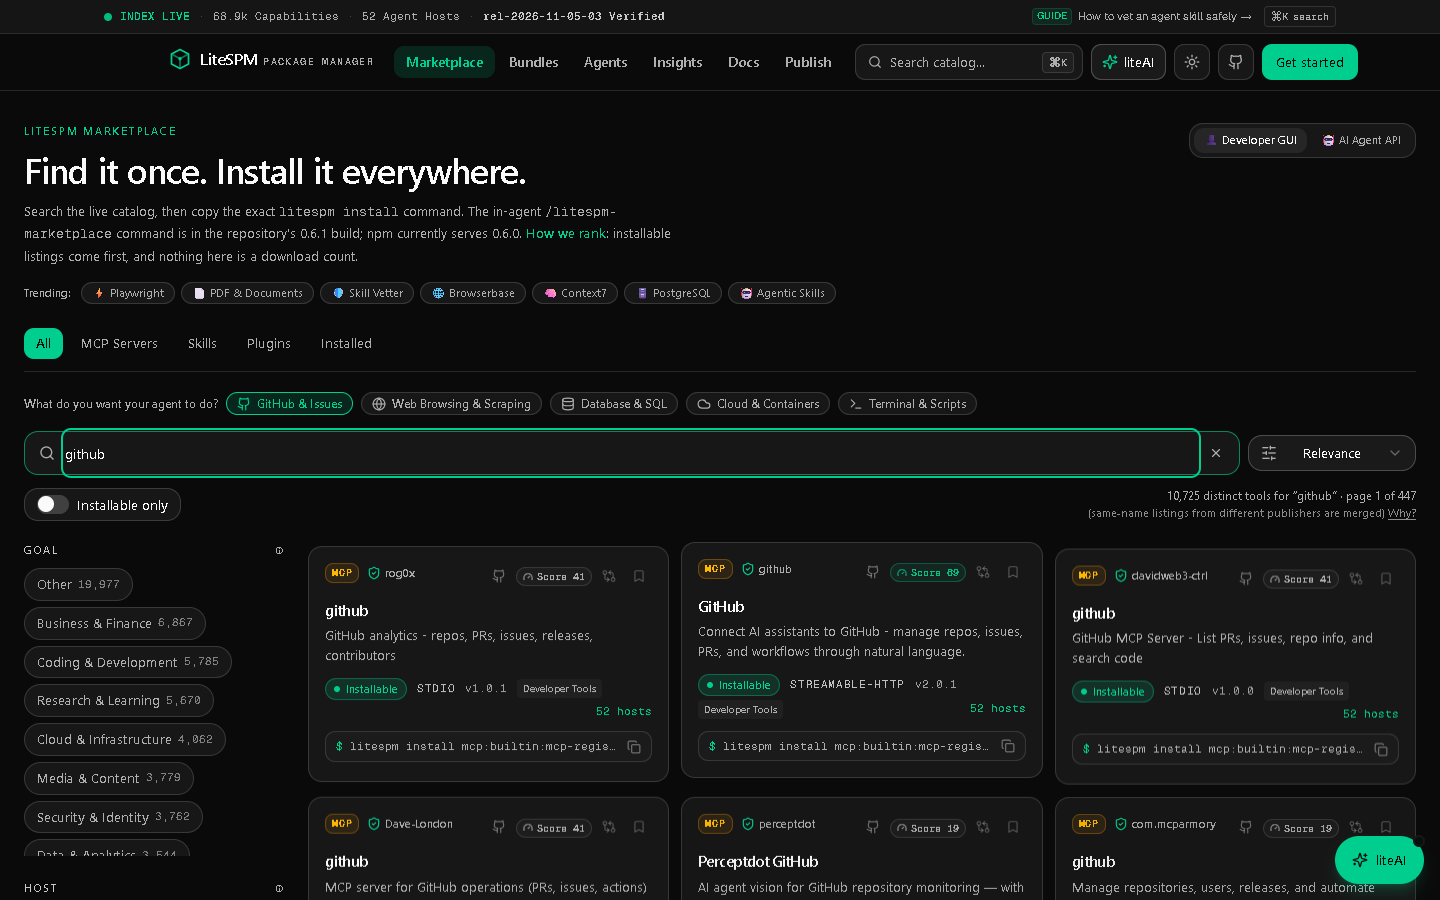 INDEX LIVE · 68.9k Capabilities · 52 Agent Hosts · rel-2026-11-05-03 Verified
GUIDE How to vet an agent skill safely → ⌘K search
LiteSPM PACKAGE MANAGER Marketplace Bundles Agents Insights Docs Publish Search catalog... ⌘K liteAI Get started
LITESPM MARKETPLACE
Developer GUI AI Agent API
Find it once. Install it everywhere.
Search the live catalog, then copy the exact litespm install command. The in-agent /litespm-
marketplace command is in the repository's 0.6.1 build; npm currently serves 0.6.0. How we rank: installable
listings come first, and nothing here is a download count.
Trending: Playwright PDF & Documents Skill Vetter Browserbase Context7 PostgreSQL Agentic Skills
All MCP Servers Skills Plugins Installed
What do you want your agent to do? GitHub & Issues Web Browsing & Scraping Database & SQL Cloud & Containers Terminal & Scripts
github
Relevance
Installable only
10,725 distinct tools for "github" · page 1 of 447
(same-name listings from different publishers are merged) Why?
GOAL
Other 19,977
Business & Finance 6,867
Coding & Development 5,785
Research & Learning 5,670
Cloud & Infrastructure 4,062
Media & Content 3,779
Security & Identity 3,762
Data & Analytics 3,544
HOST
MCP rog0x Score 41
github
GitHub analytics - repos, PRs, issues, releases,
contributors
Installable STDIO v1.0.1 Developer Tools
52 hosts
$ litespm install mcp:builtin:mcp-regis…
MCP github Score 69
GitHub
Connect AI assistants to GitHub - manage repos, issues,
PRs, and workflows through natural language.
Installable STREAMABLE-HTTP v2.0.1
Developer Tools 52 hosts
$ litespm install mcp:builtin:mcp-regis…
MCP davidweb3-ctrl Score 41
github
GitHub MCP Server - List PRs, issues, repo info, and
search code
Installable STDIO v1.0.0 Developer Tools
52 hosts
$ litespm install mcp:builtin:mcp-regis…
MCP Dave-London Score 41
github
MCP server for GitHub operations (PRs, issues, actions)
MCP perceptdot Score 19
Perceptdot GitHub
AI agent vision for GitHub repository monitoring — with
MCP com.mcparmory Score 19
github
Manage repositories, users, releases, and automate
liteAI